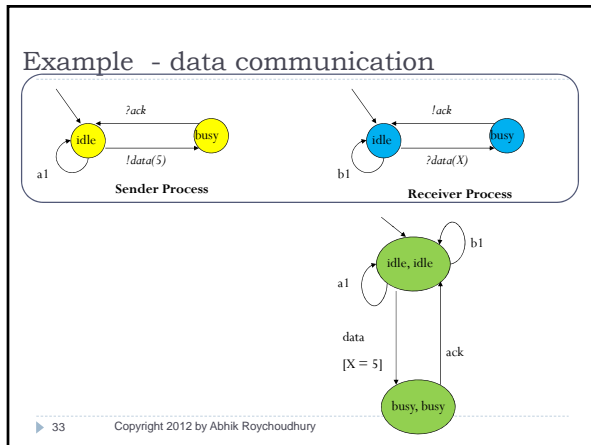 Example - data communication
?ack
idle
busy
a1
!data(5)
Sender Process
!ack
idle
busy
b1
?data(X)
Receiver Process
b1
idle, idle
a1
data
[X = 5]
ack
busy, busy
33 Copyright 2012 by Abhik Roychoudhury